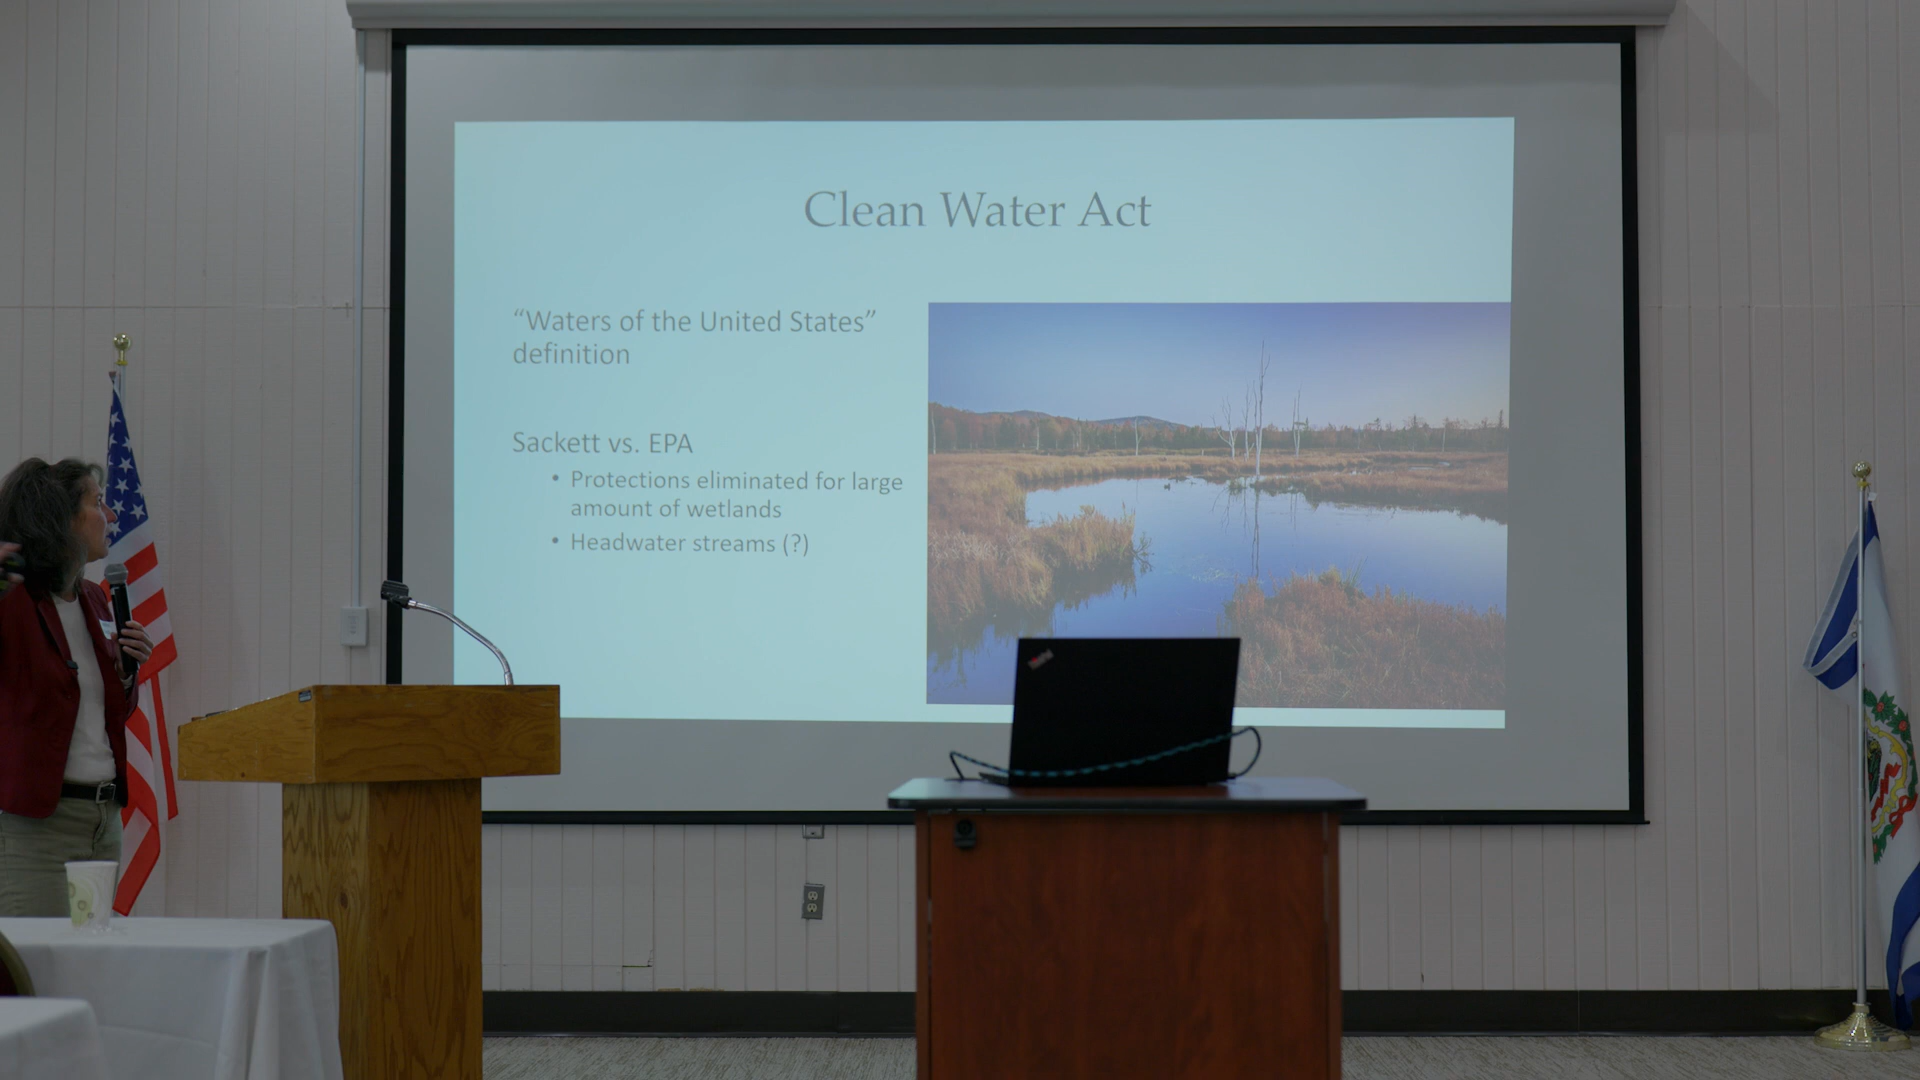 Clean Water Act
“Waters of the United States”
definition
Sackett vs. EPA
• Protections eliminated for large
amount of wetlands
• Headwater streams (?)
ThinkPad